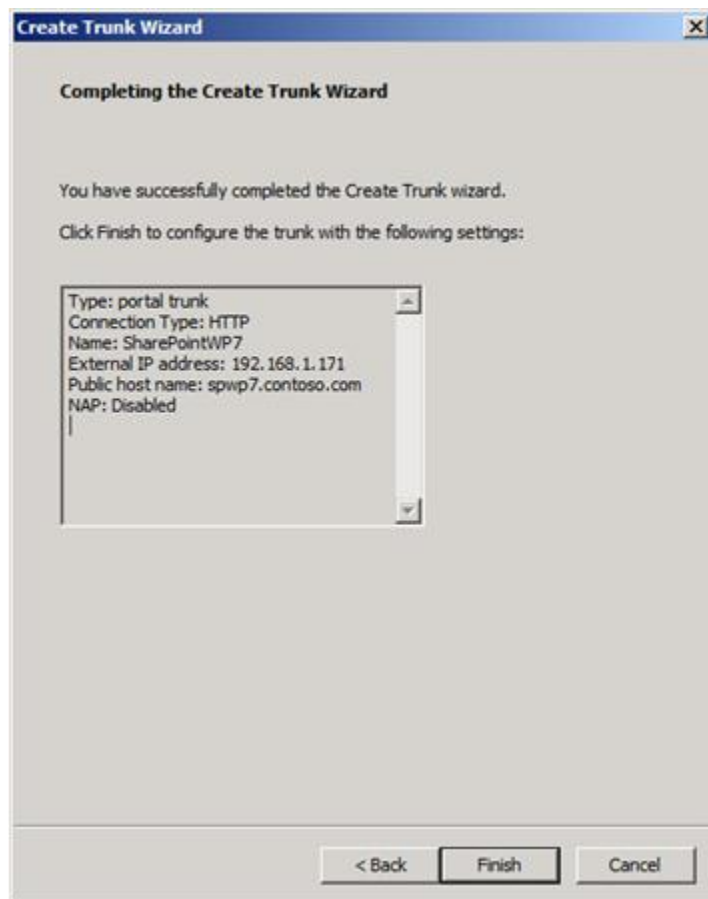 Create Trunk Wizard
Completing the Create Trunk Wizard
You have successfully completed the Create Trunk wizard.
Click Finish to configure the trunk with the following settings:
Type: portal trunk
Connection Type: HTTP
Name: SharePointWP7
External IP address: 192.168.1.171
Public host name: spwp7.contoso.com
NAP: Disabled
< Back Finish Cancel